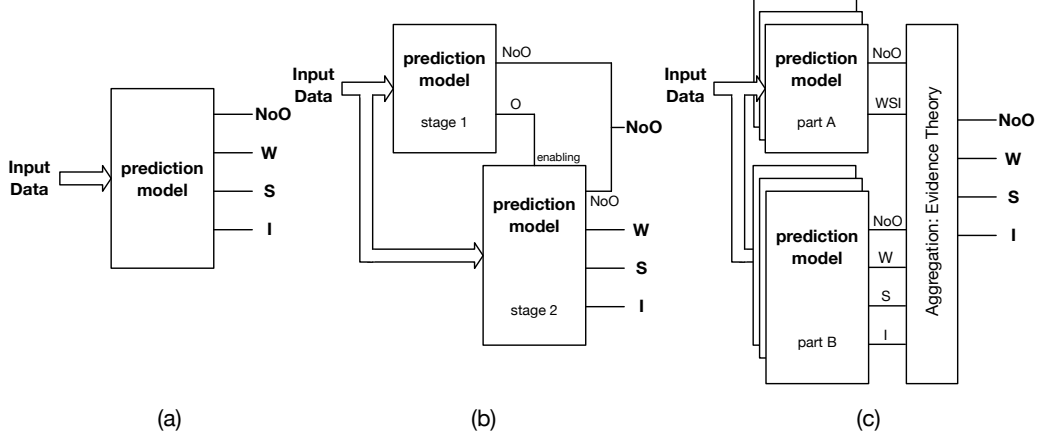 Input
Data
prediction
model
NoO
W
S
I
(a)
Input
Data
prediction
model
stage 1
NoO
O
enabling
NoO
prediction
model
stage 2
NoO
W
S
I
(b)
Input
Data
prediction
model
part A
NoO
WSI
prediction
model
part B
NoO
W
S
I
Aggregation: Evidence Theory
NoO
W
S
I
(c)